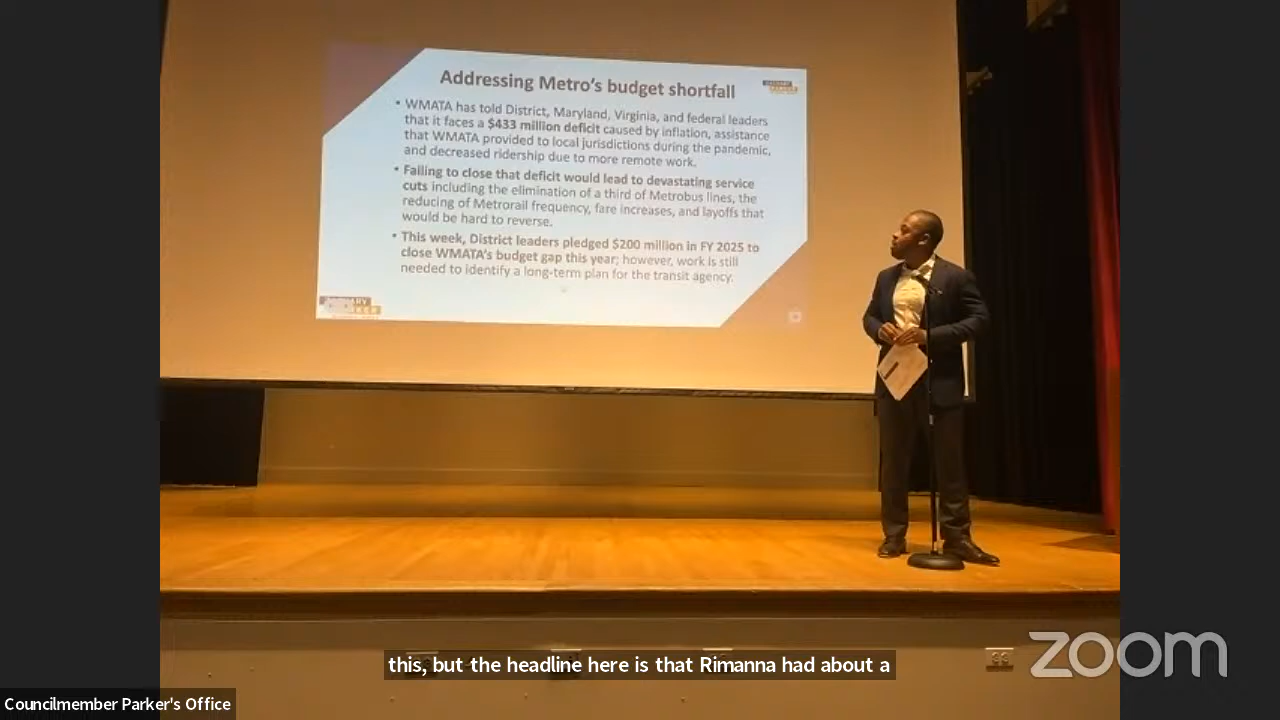 Addressing Metro's budget shortfall
• WMATA has told District, Maryland, Virginia, and federal leaders
that it faces a $433 million deficit caused by inflation, assistance
that WMATA provided to local jurisdictions during the pandemic,
and decreased ridership due to more remote work.
• Failing to close that deficit would lead to devastating service
cuts including the elimination of a third of Metrobus lines, the
reducing of Metrorail frequency, fare increases, and layoffs that
would be hard to reverse.
• This week, District leaders pledged $200 million in FY 2025 to
close WMATA's budget gap this year; however, work is still
needed to identify a long-term plan for the transit agency.
this, but the headline here is that Rimanna had about a
zoom
Councilmember Parker's Office